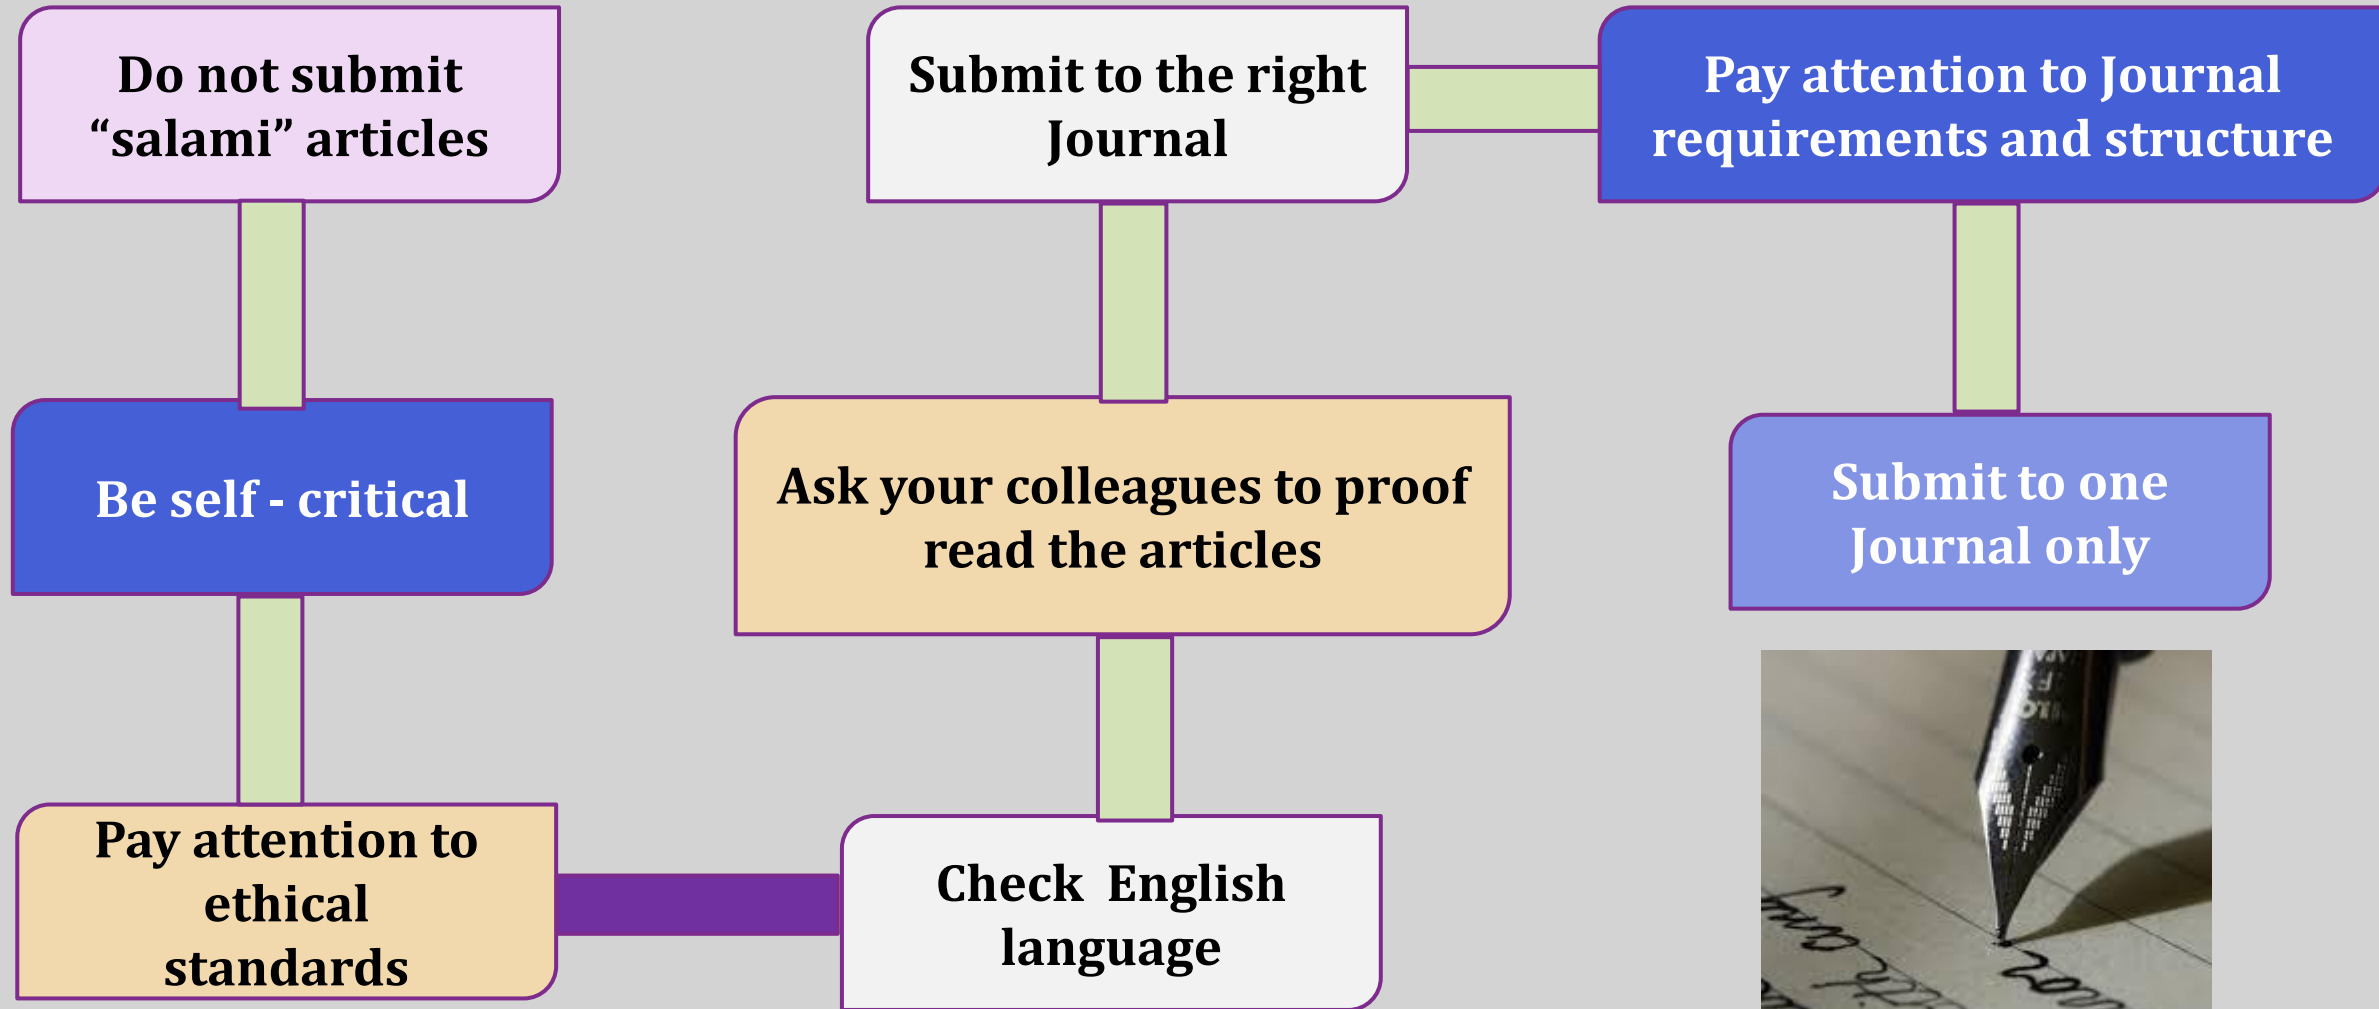 Do not submit
“salami” articles
Be self - critical
Pay attention to
ethical
standards
Check  English
language
Ask your colleagues to proof
read the articles
Submit to the right
Journal
Pay attention to Journal
requirements and structure
Submit to one
Journal only